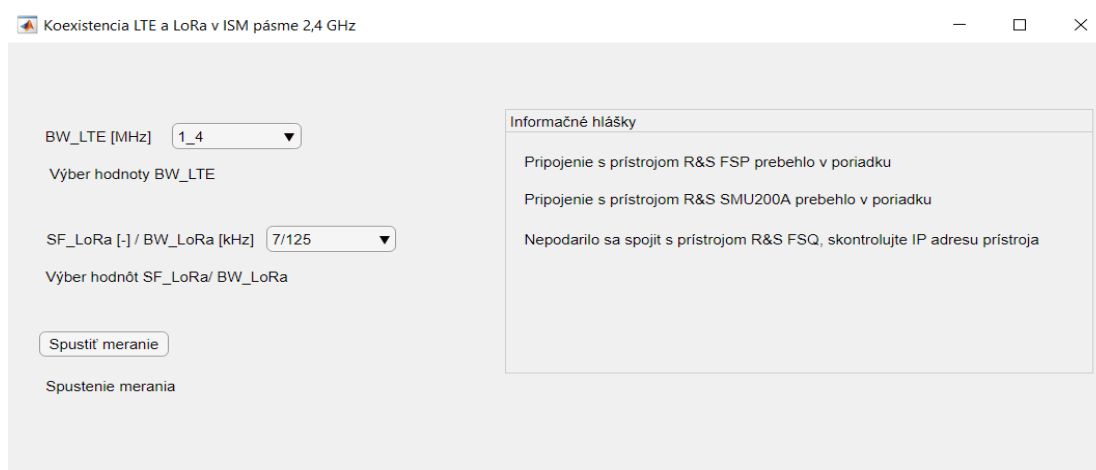 Koexistencia LTE a LoRa v ISM pásme 2,4 GHz
BW_LTE [MHz] 1_4
Výber hodnoty BW_LTE
SF_LoRa [-] / BW_LoRa [kHz] 7/125
Výber hodnôt SF_LoRa/ BW_LoRa
Spustiť meranie
Spustenie merania
Informačné hlášky
Pripojenie s prístrojom R&S FSP prebehlo v poriadku
Pripojenie s prístrojom R&S SMU200A prebehlo v poriadku
Nepodarilo sa spojit s prístrojom R&S FSQ, skontrolujte IP adresu prístroja